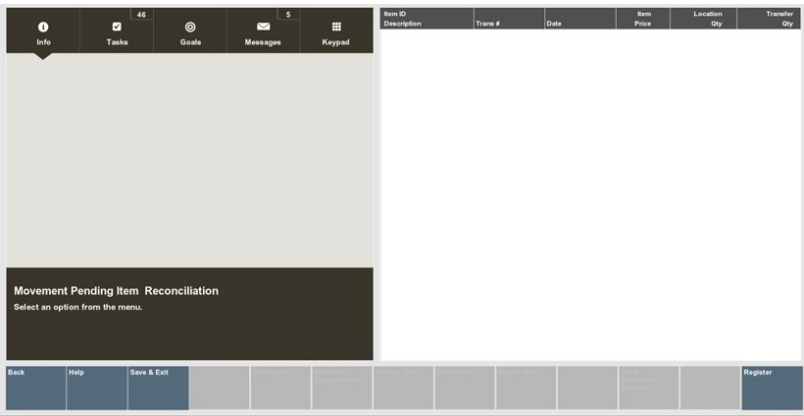 46
5
Info
Tasks
Goals
Messages
Keypad
Item ID
Description
Trans #
Date
Item
Price
Location
Qty
Transfer
Qty
Movement Pending Item  Reconciliation
Select an option from the menu.
Back
Help
Save & Exit
Register